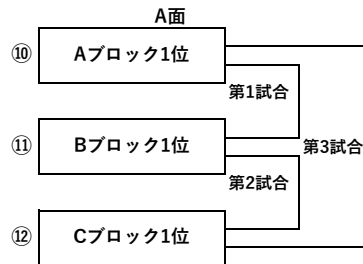 A面
⑩ Aブロック1位
第1試合
⑪ Bブロック1位 第3試合
第2試合
⑫ Cブロック1位